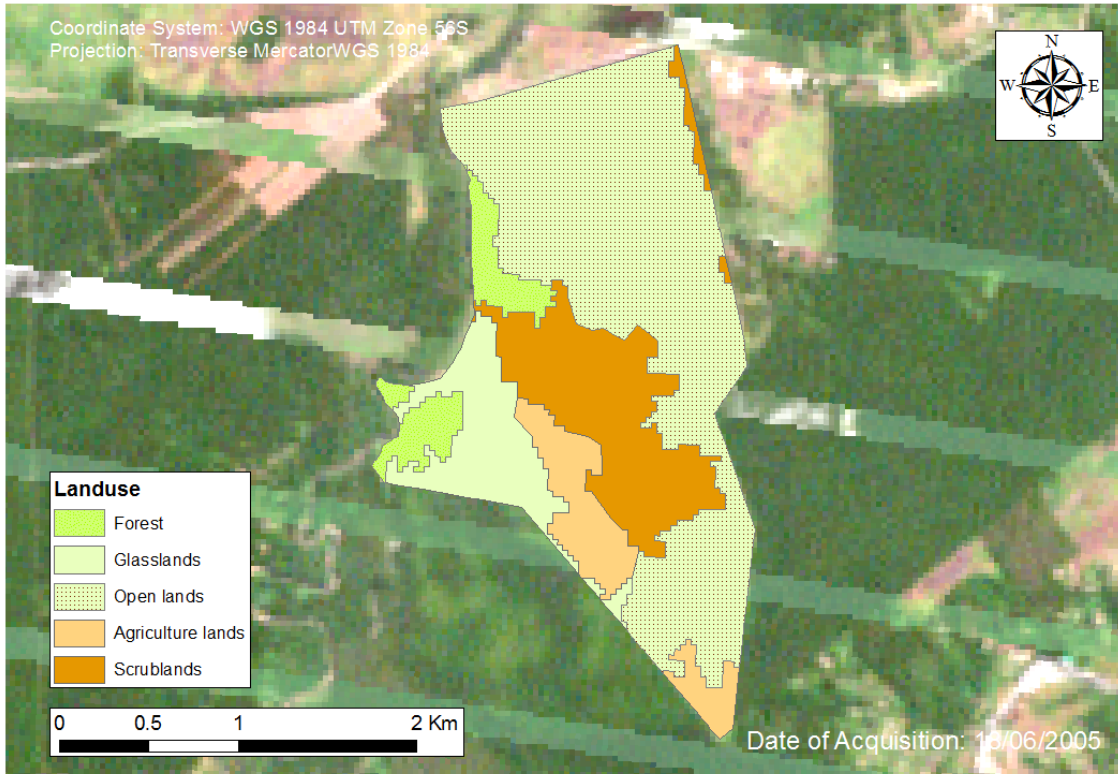 Coordinate System: WGS 1984 UTM Zone 56S
Projection: Transverse MercatorWGS 1984
N
W E
S
Landuse
Forest
Glasslands
Open lands
Agriculture lands
Scrublands
0 0.5 1 2 Km
Date of Acquisition: /06/2005